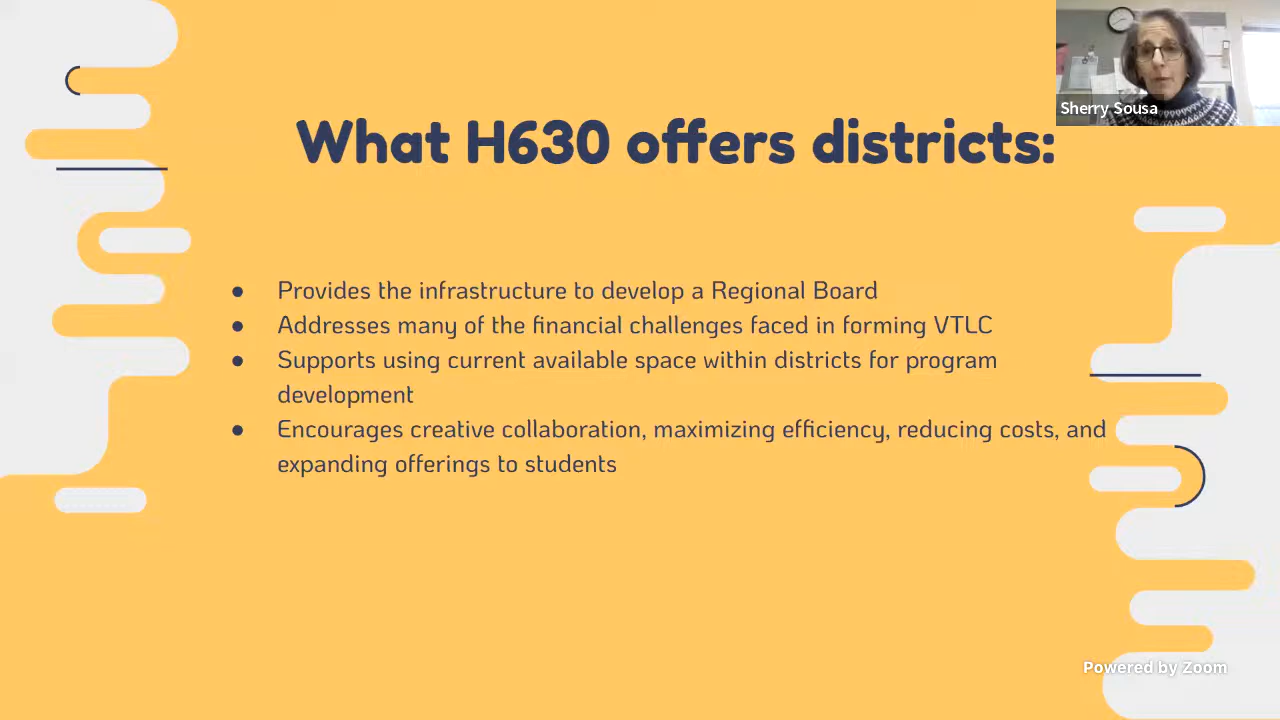 Sherry Sousa
What H630 offers districts:
● Provides the infrastructure to develop a Regional Board
● Addresses many of the financial challenges faced in forming VTLC
● Supports using current available space within districts for program
development
● Encourages creative collaboration, maximizing efficiency, reducing costs, and
expanding offerings to students
Powered by Zoom